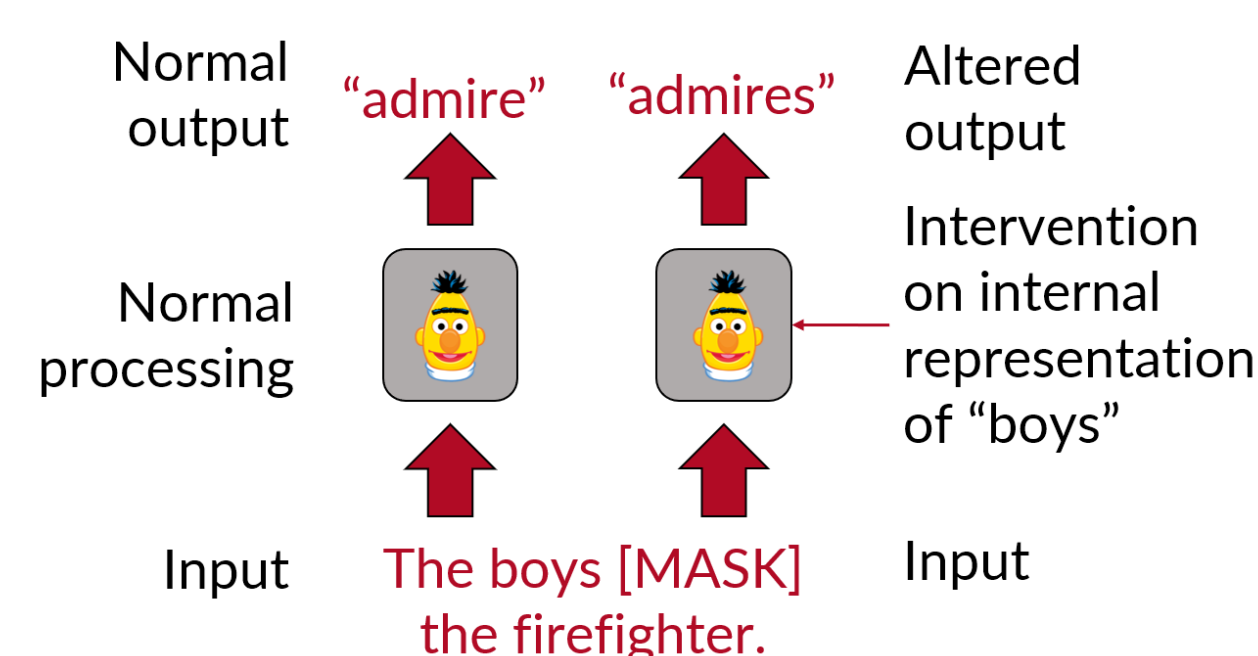 Normal
output
“admire”
“admires”
Altered
output
Normal
processing
Intervention
on internal
representation
of “boys”
Input
The boys [MASK]
the firefighter.
Input